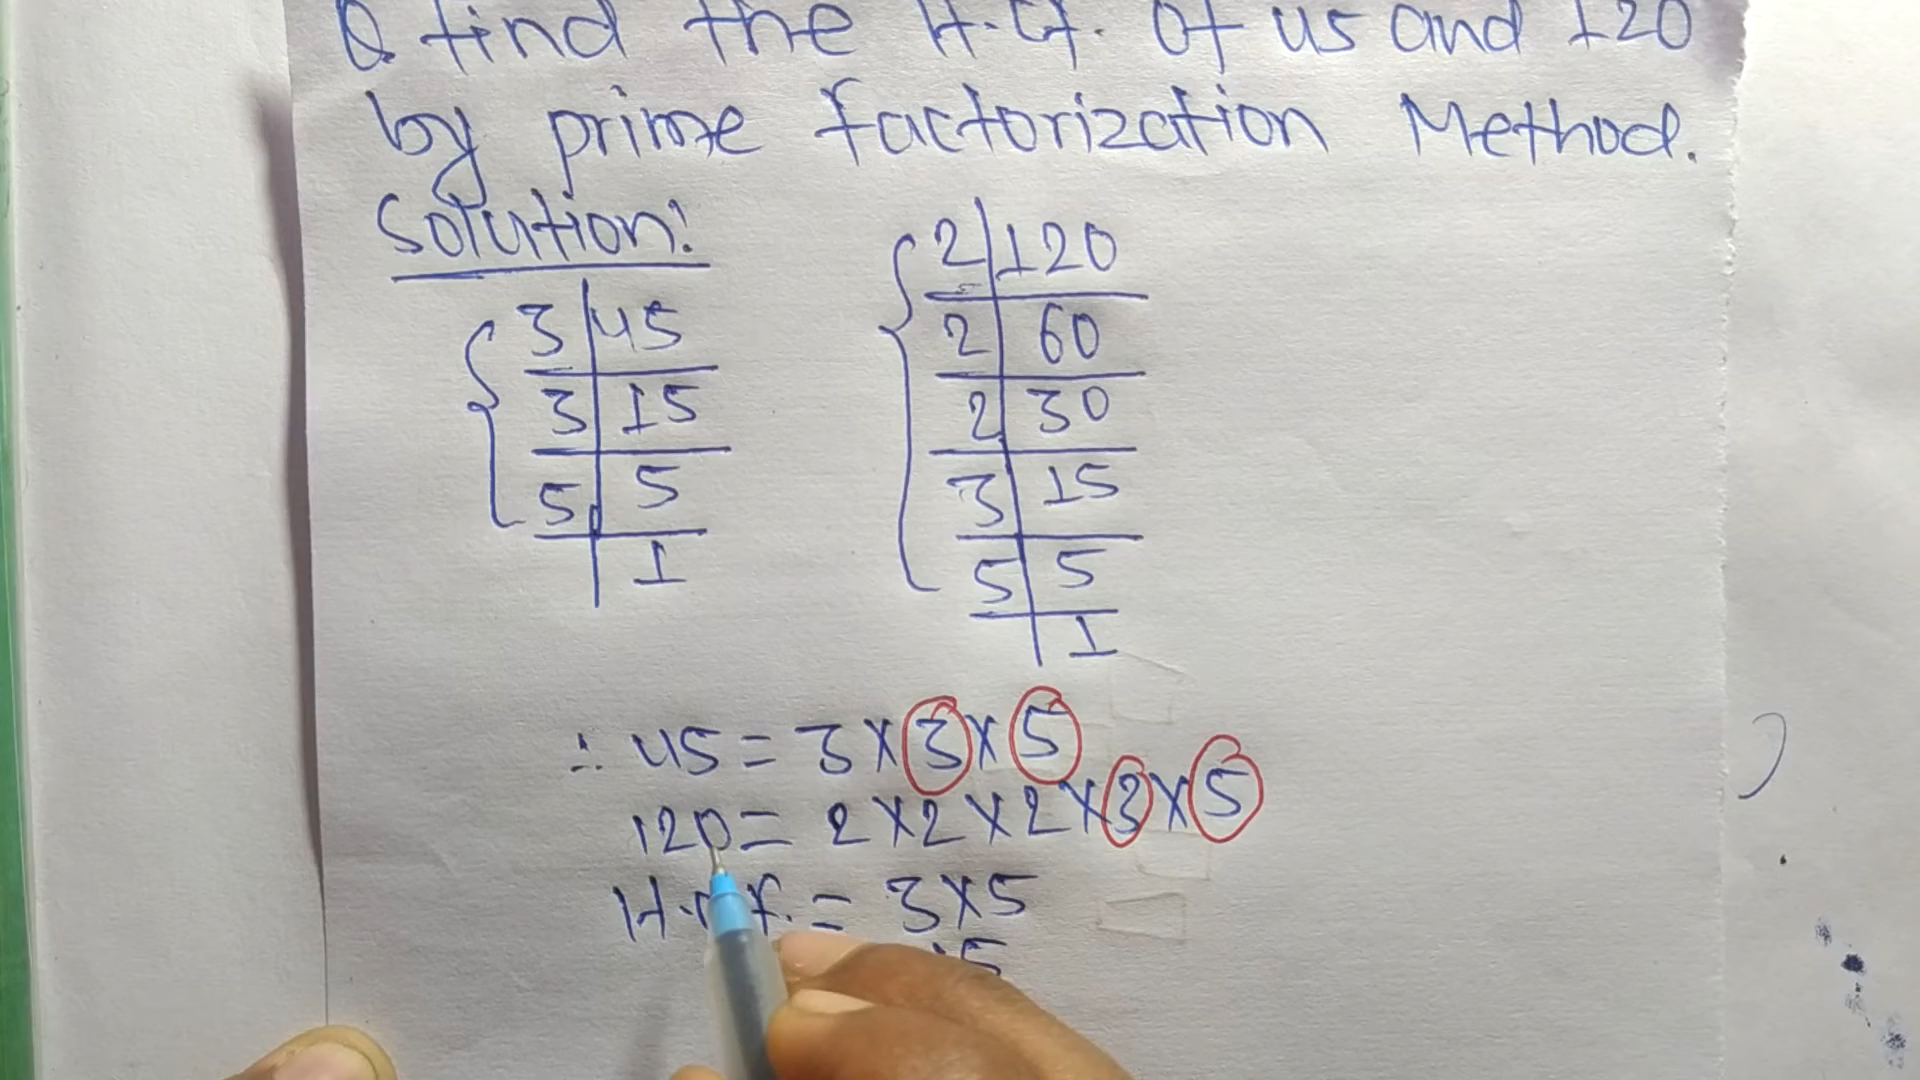 Q find the H.C.f. of 45 and 120
by prime factorization Method.
Solution:
3 45
3 15
5 5
1
2 120
2 60
2 30
3 15
5 5
1
∴ 45 = 3×3×5
120 = 2×2×2×3×5
H.C.f. = 3×5
15